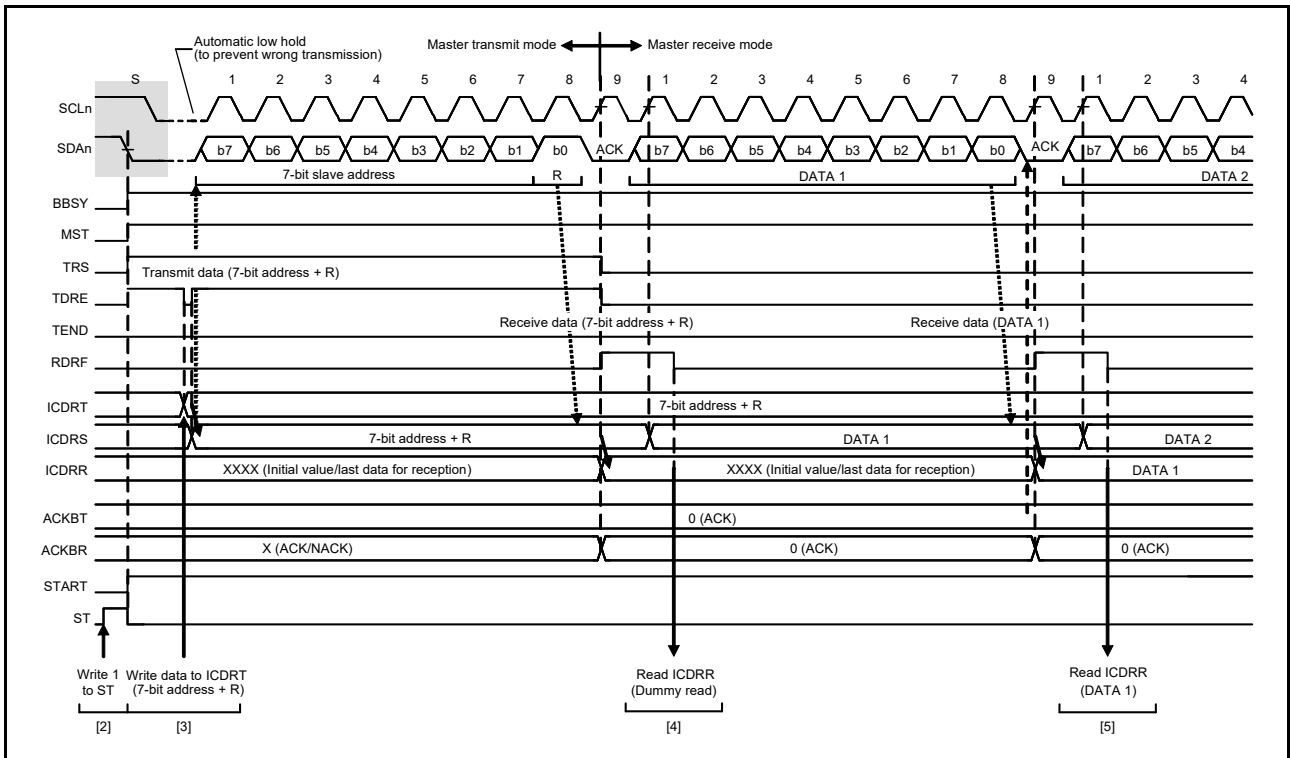 Automatic low hold
(to prevent wrong transmission)
Master transmit mode
Master receive mode
S 1 2 3 4 5 6 7 8 9 1 2 3 4 5 6 7 8 9 1 2 3 4
SCLn
SDAn b7 b6 b5 b4 b3 b2 b1 b0 ACK b7 b6 b5 b4 b3 b2 b1 b0 ACK b7 b6 b5 b4
7-bit slave address R DATA 1 DATA 2
BBSY
MST
TRS
Transmit data (7-bit address + R)
TDRE
TEND Receive data (7-bit address + R) Receive data (DATA 1)
RDRF
ICDRT 7-bit address + R
ICDRS 7-bit address + R DATA 1 DATA 2
ICDRR XXXX (Initial value/last data for reception) XXXX (Initial value/last data for reception) DATA 1
ACKBT 0 (ACK)
ACKBR X (ACK/NACK) 0 (ACK) 0 (ACK)
START
ST
Write 1
to ST
Write data to ICDRT
(7-bit address + R)
Read ICDRR
(Dummy read)
Read ICDRR
(DATA 1)
[2] [3] [4] [5]